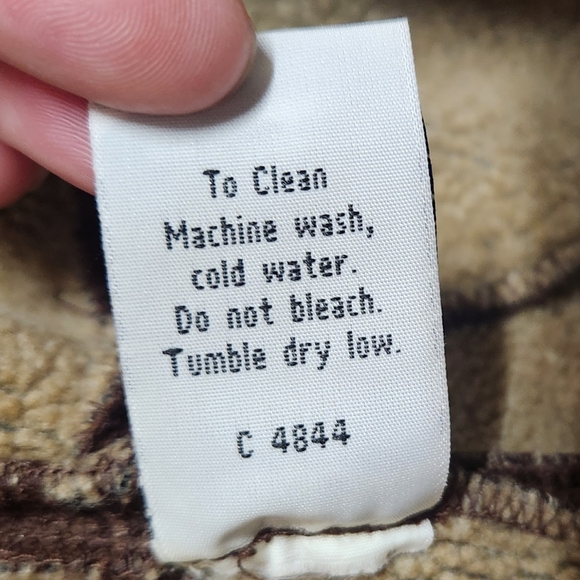 To Clean
Machine wash,
cold water.
Do not bleach.
Tumble dry low.
C 4844